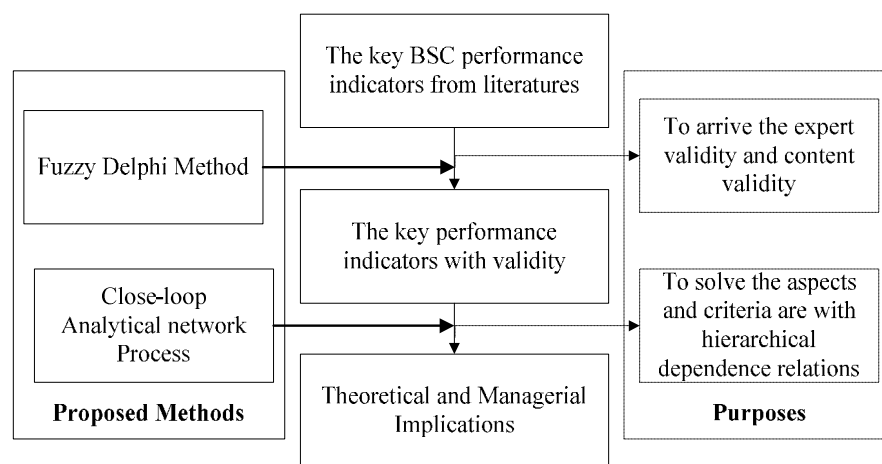 The key BSC performance
indicators from literatures
Fuzzy Delphi Method
To arrive the expert
validity and content
validity
The key performance
indicators with validity
Close-loop
Analytical network
Process
To solve the aspects
and criteria are with
hierarchical
dependence relations
Theoretical and Managerial
Implications
Proposed Methods
Purposes